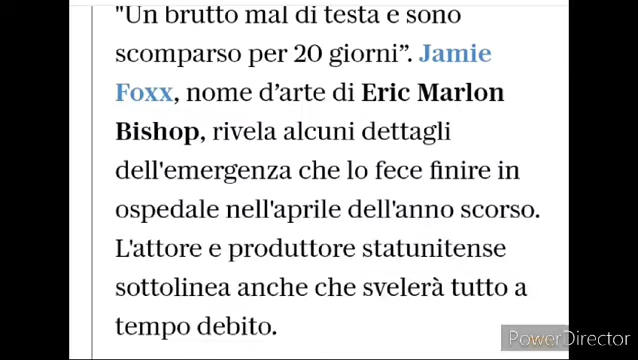 "Un brutto mal di testa e sono
scomparso per 20 giorni”. Jamie
Foxx, nome d’arte di Eric Marlon
Bishop, rivela alcuni dettagli
dell'emergenza che lo fece finire in
ospedale nell'aprile dell'anno scorso.
L'attore e produttore statunitense
sottolinea anche che svelerà tutto a
tempo debito.
PowerDirector